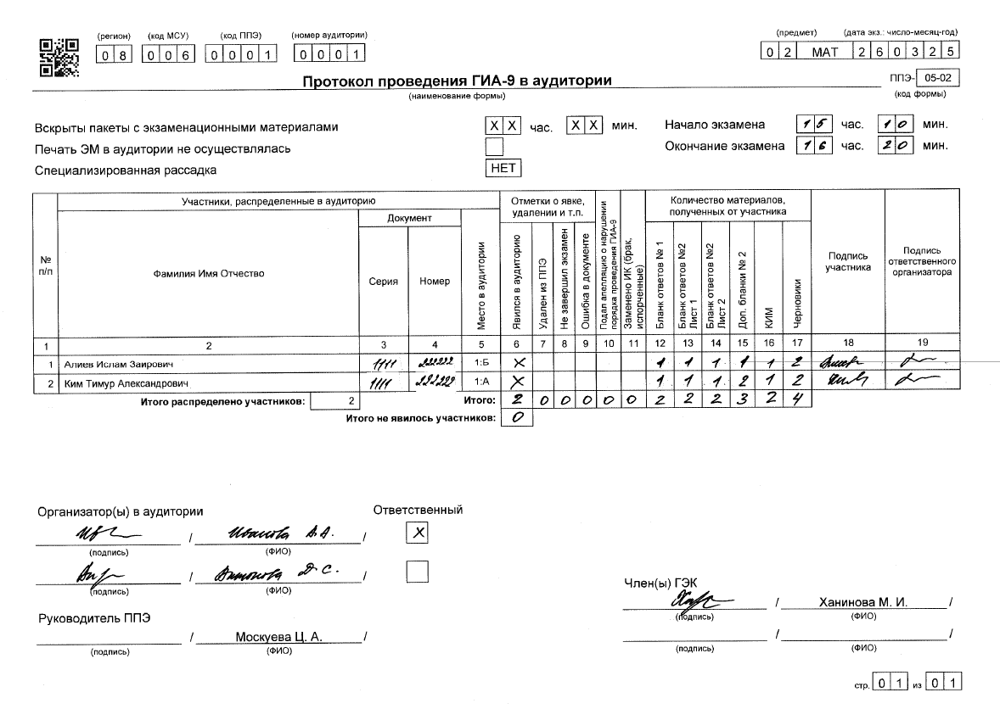 (регион) (код МСУ) (код ППЭ) (номер аудитории) (предмет) (дата экз.: число-месяц-год)
08 006 0001 0001 02 МАТ 260325
Протокол проведения ГИА-9 в аудитории ППЭ- 05-02
(наименование формы) (код формы)
Вскрыты пакеты с экзаменационными материалами ХХ час. ХХ мин. Начало экзамена 15 час. 10 мин.
Печать ЭМ в аудитории не осуществлялась Окончание экзамена 16 час. 20 мин.
Специализированная рассадка НЕТ
№ п/п
Участники, распределенные в аудиторию
Фамилия Имя Отчество
Документ
Серия
Номер
Место в аудитории
Отметки о явке, удалении и т.п.
Явился в аудиторию
Удален из ППЭ
Не завершил экзамен
Ошибка в документе
Подал апелляцию о нарушении порядка проведения ГИА-9
Заменено ИК (брак, испорченные)
Количество материалов, полученных от участника
Бланк ответов № 1
Бланк ответов №2 Лист 1
Бланк ответов №2 Лист 2
Доп. бланки № 2
КИМ
Черновики
Подпись участника
Подпись ответственного организатора
1 2 3 4 5 6 7 8 9 10 11 12 13 14 15 16 17 18 19
1 Алиев Ислам Заирович 1111 222222 1:Б X 1 1 1 1 1 2
2 Ким Тимур Александрович 1111 222222 1:А X 1 1 1 2 1 2
Итого распределено участников: 2 Итого: 2 0 0 0 0 0 2 2 2 3 2 4
Итого не явилось участников: 0
Организатор(ы) в аудитории Ответственный
/ Иванова А.А. / X
(подпись) (ФИО)
/ Антонова Д.С. /
(подпись) (ФИО)
Член(ы) ГЭК
/ Ханинова М. И. /
(подпись) (ФИО)
Руководитель ППЭ
/ Москуева Ц. А. /
(подпись) (ФИО)
/ /
(подпись) (ФИО)
стр. 01 из 01